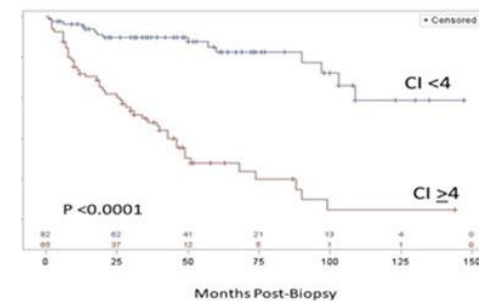 • Censored
CI <4
CI ≥4
P <0.0001
82 62 41 21 13 4 0
65 37 12 5 1 1 0
0 25 50 75 100 125 150
Months Post-Biopsy